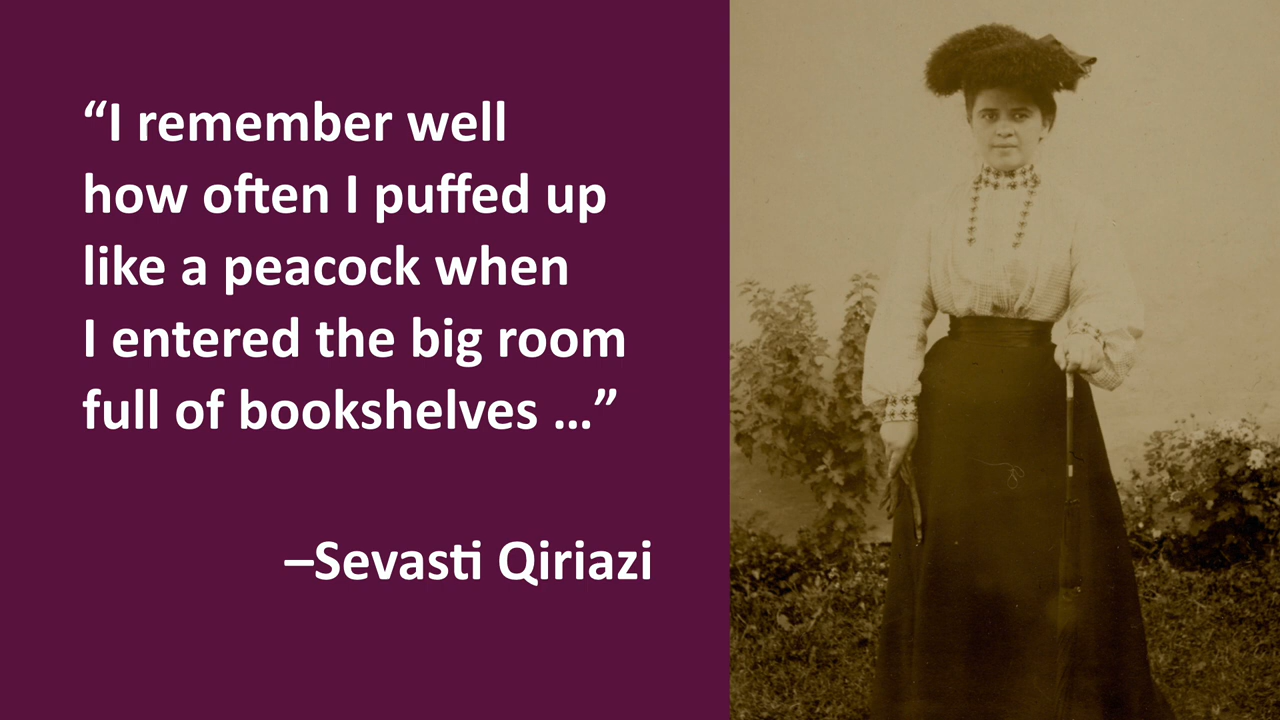 “I remember well
how often I puffed up
like a peacock when
I entered the big room
full of bookshelves …”
–Sevasti Qiriazi